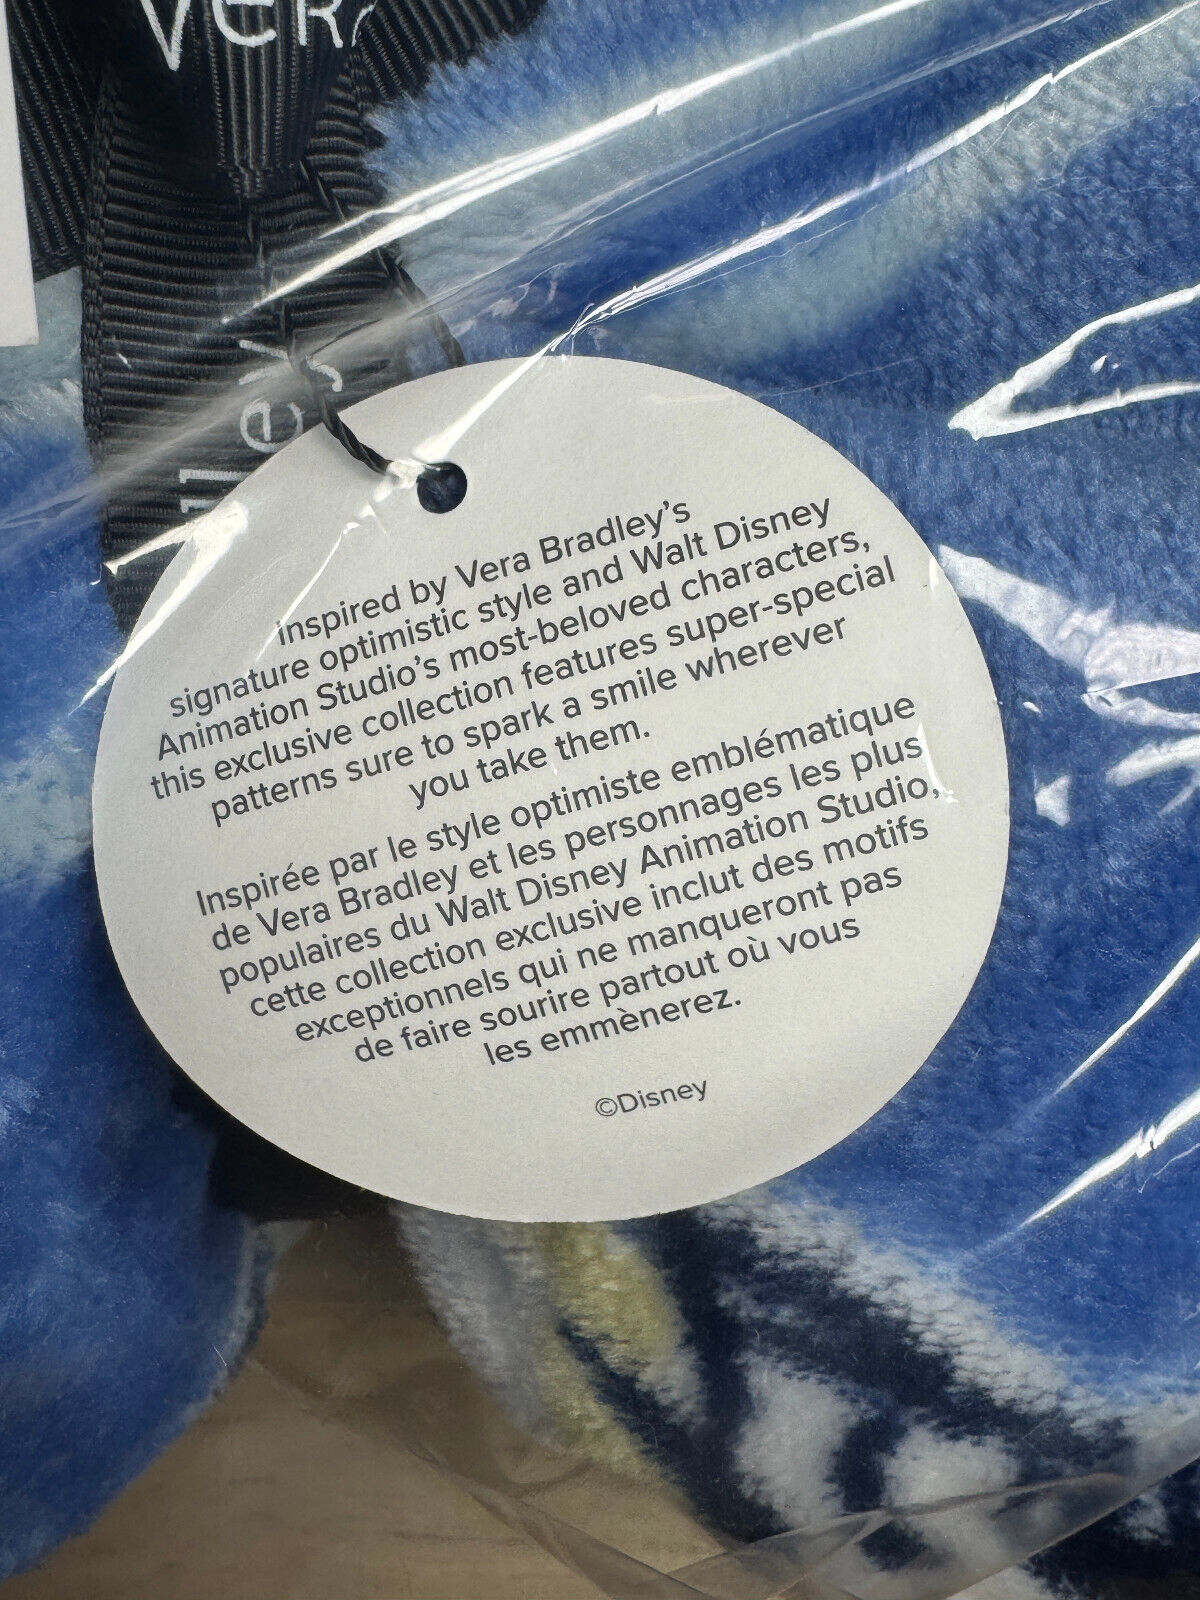 Vera
ley
Inspired by Vera Bradley's
signature optimistic style and Walt Disney
Animation Studio's most-beloved characters,
this exclusive collection features super-special
patterns sure to spark a smile wherever
you take them.
Inspirée par le style optimiste emblématique
de Vera Bradley et les personnages les plus
populaires du Walt Disney Animation Studio,
cette collection exclusive inclut des motifs
exceptionnels qui ne manqueront pas
de faire sourire partout où vous
les emmènerez.
©Disney